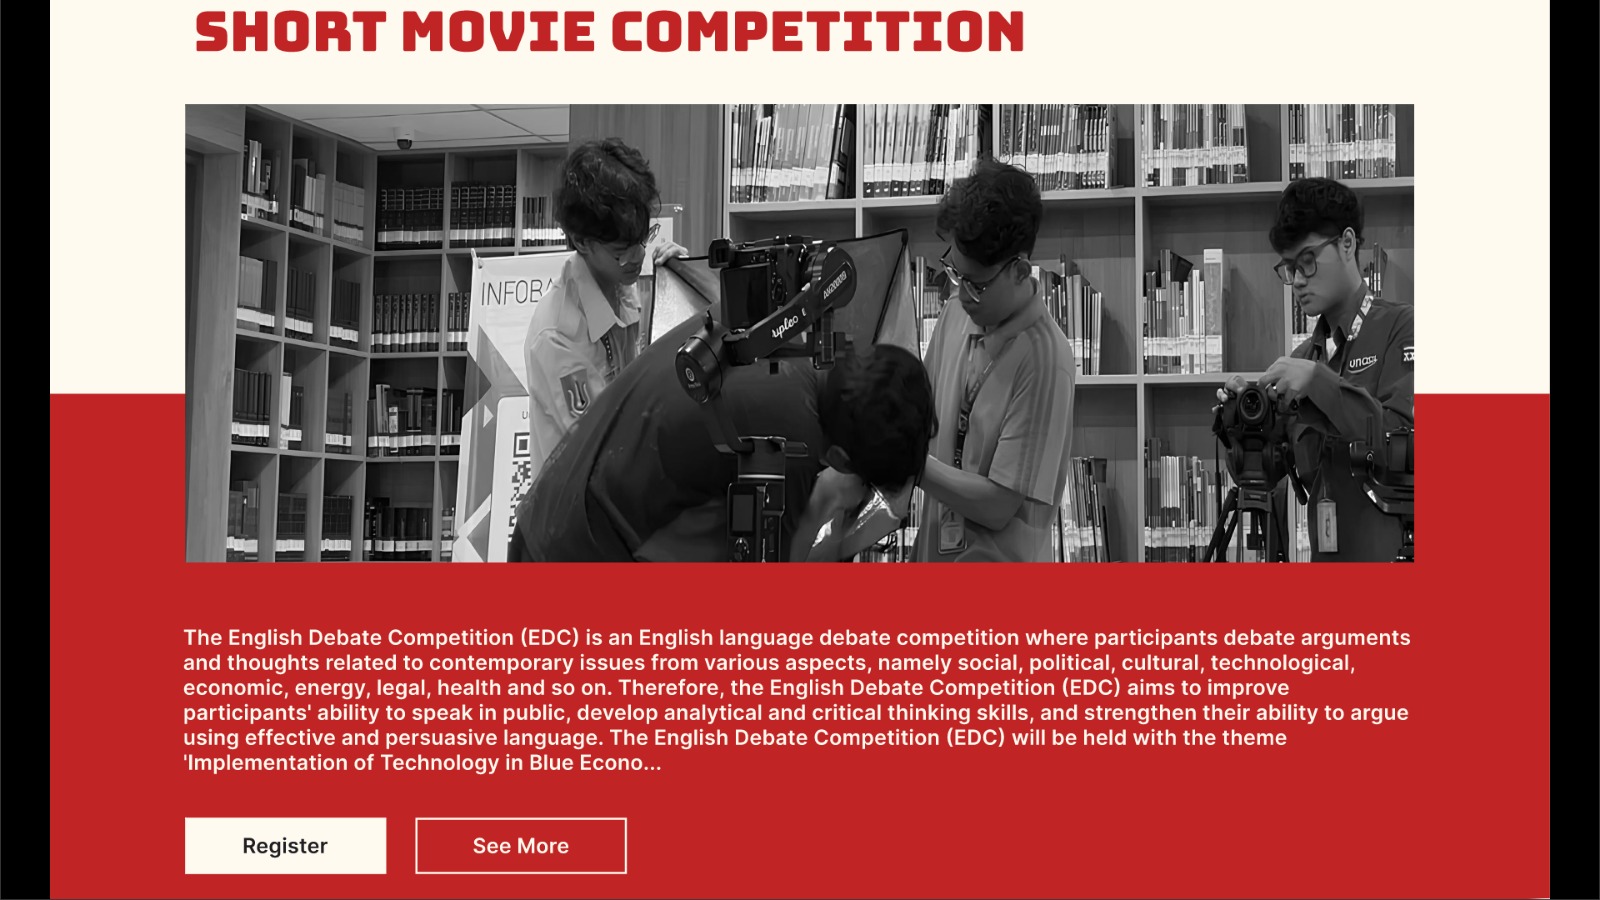 SHORT MOVIE COMPETITION
INFOBA
The English Debate Competition (EDC) is an English language debate competition where participants debate arguments
and thoughts related to contemporary issues from various aspects, namely social, political, cultural, technological,
economic, energy, legal, health and so on. Therefore, the English Debate Competition (EDC) aims to improve
participants' ability to speak in public, develop analytical and critical thinking skills, and strengthen their ability to argue
using effective and persuasive language. The English Debate Competition (EDC) will be held with the theme
'Implementation of Technology in Blue Econo...
Register
See More